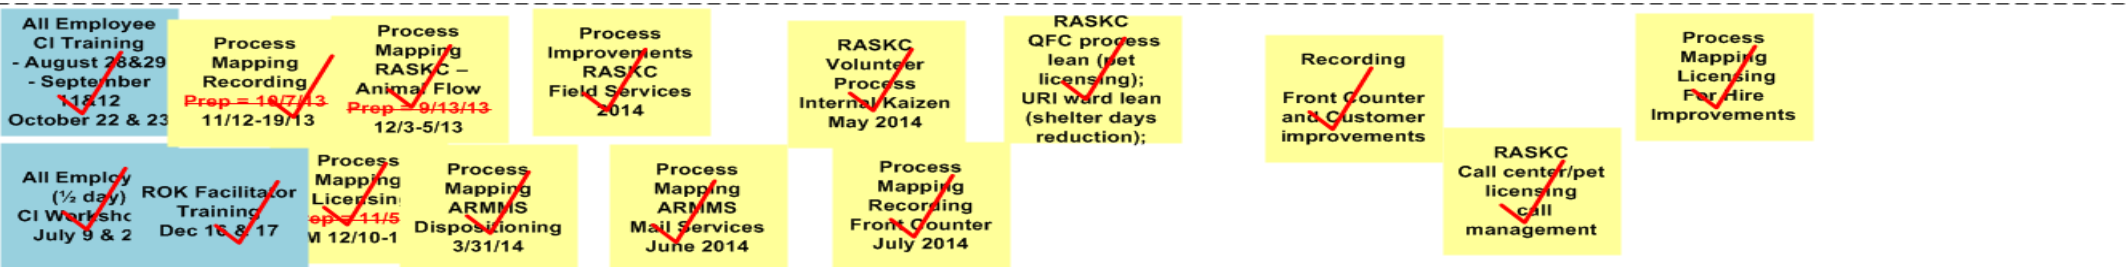 All Employee
CI Training
- August 28&29
- September
11&12
October 22 & 23
Process
Mapping
Recording
Prep = 10/7/13
11/12-19/13
Process
Mapping
RASKC –
Animal Flow
Prep = 9/13/13
12/3-5/13
Process
Improvements
RASKC
Field Services
2014
RASKC
Volunteer
Process
Internal Kaizen
May 2014
RASKC
QFC process
lean (pet
licensing);
URI ward lean
(shelter days
reduction);
Recording
Front Counter
and Customer
improvements
Process
Mapping
Licensing
For Hire
Improvements
All Employ
(½ day)
CI Worksho
July 9 & 2
ROK Facilitator
Training
Dec 16 & 17
Process
Mapping
Licensing
ep = 11/5
M 12/10-1
Process
Mapping
ARMMS
Dispositioning
3/31/14
Process
Mapping
ARMMS
Mail Services
June 2014
Process
Mapping
Recording
Front Counter
July 2014
RASKC
Call center/pet
licensing
call
management